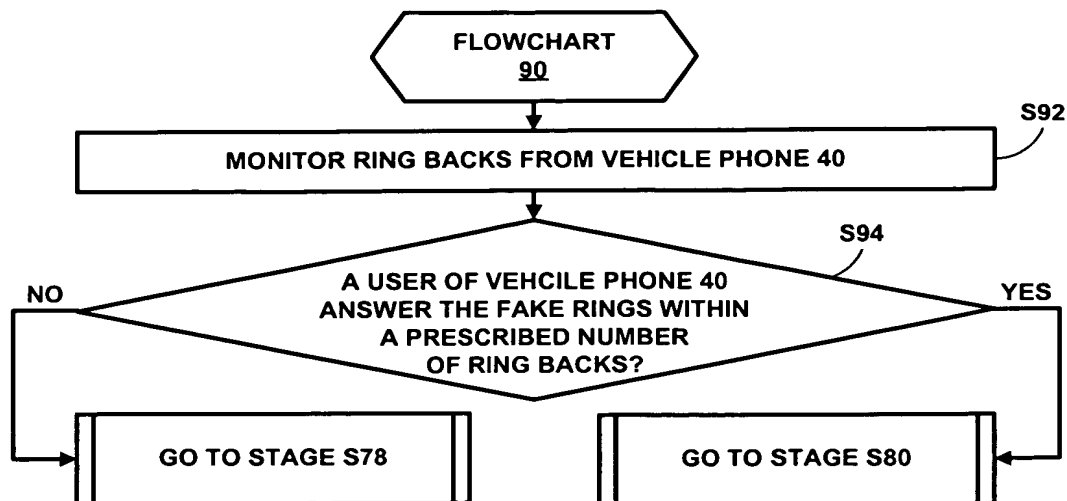 FLOWCHART
90
S92
MONITOR RING BACKS FROM VEHICLE PHONE 40
S94
A USER OF VEHCILE PHONE 40
ANSWER THE FAKE RINGS WITHIN
A PRESCRIBED NUMBER
OF RING BACKS?
NO
YES
GO TO STAGE S78
GO TO STAGE S80